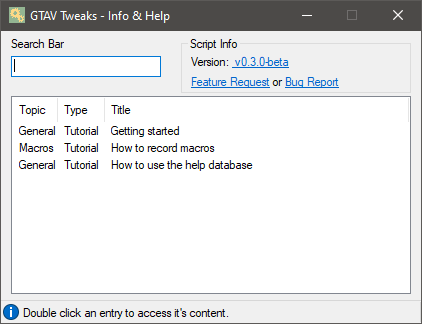 GTAV Tweaks - Info & Help
Search Bar
Script Info
Version: v0.3.0-beta
Feature Request or Bug Report
Topic Type Title
General Tutorial Getting started
Macros Tutorial How to record macros
General Tutorial How to use the help database
Double click an entry to access it's content.